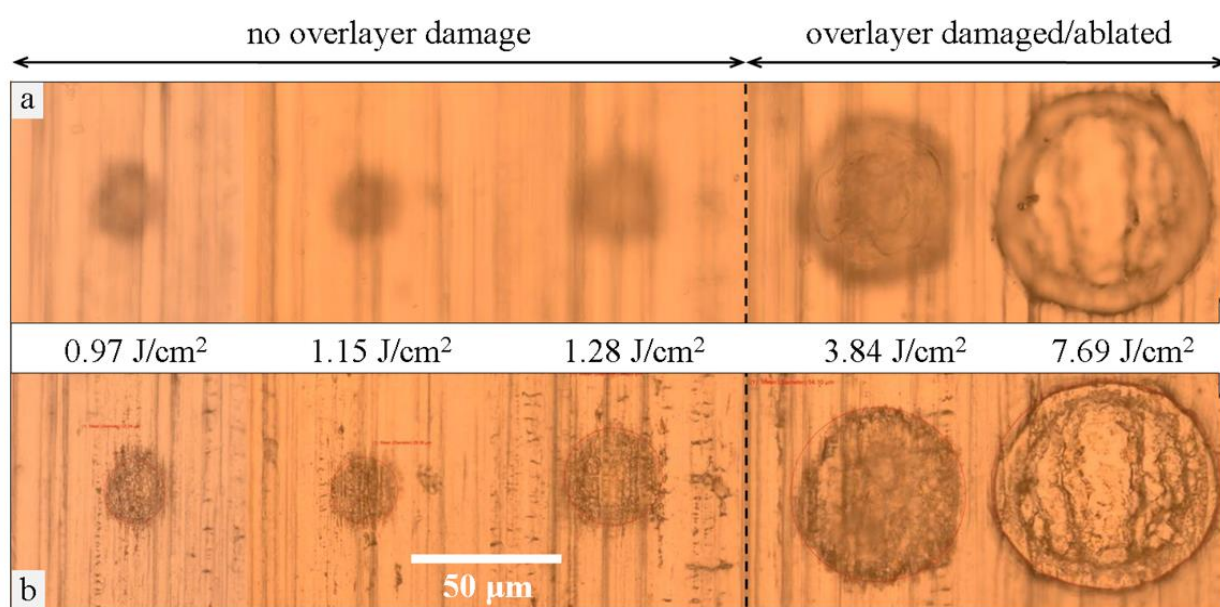 no overlayer damage
overlayer damaged/ablated
a
0.97 J/cm²
1.15 J/cm²
1.28 J/cm²
3.84 J/cm²
7.69 J/cm²
50 µm
b